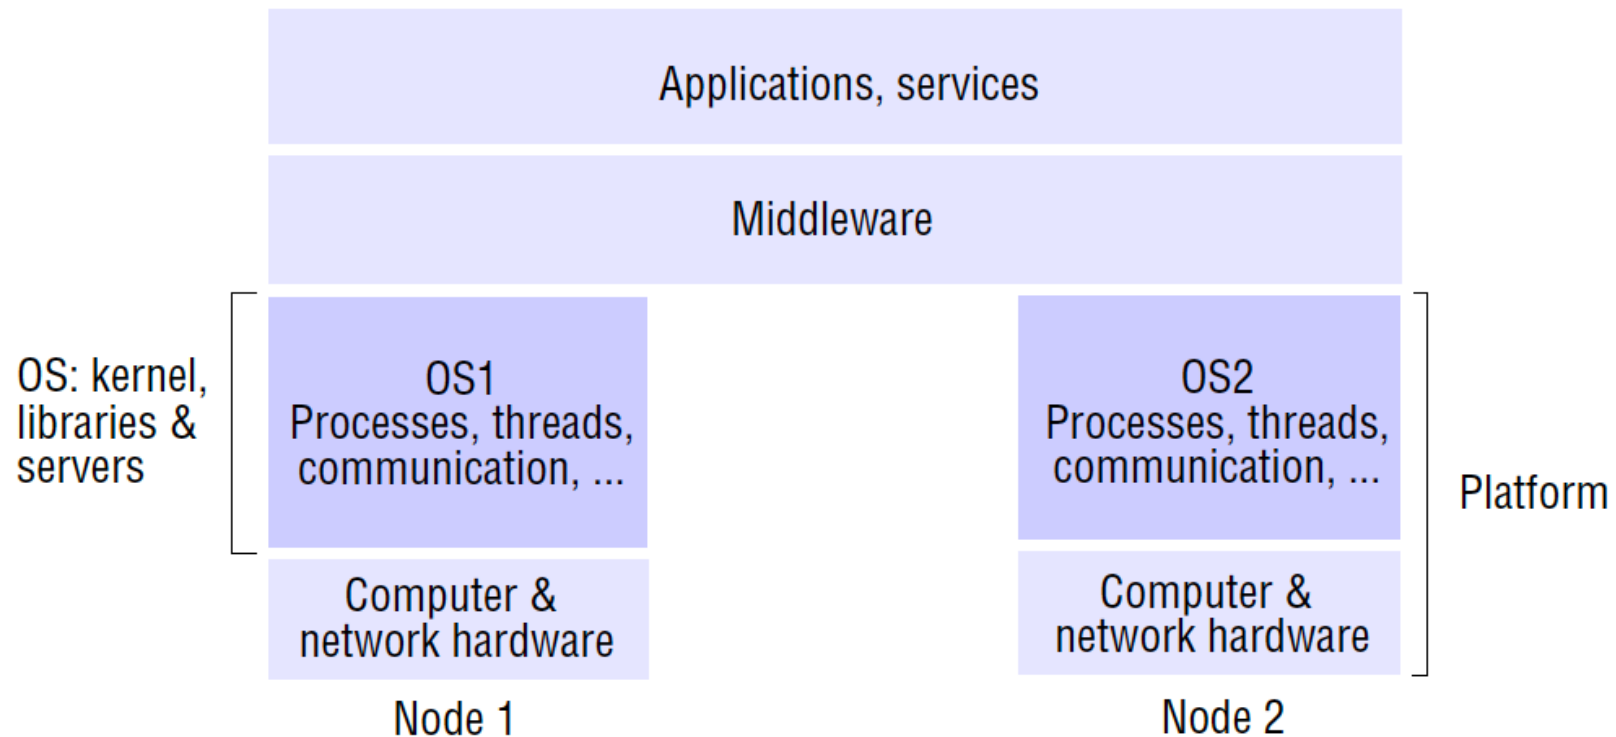 Applications, services
Middleware
OS: kernel,
libraries &
servers
OS1
Processes, threads,
communication, ...
OS2
Processes, threads,
communication, ...
Platform
Computer &
network hardware
Computer &
network hardware
Node 1
Node 2